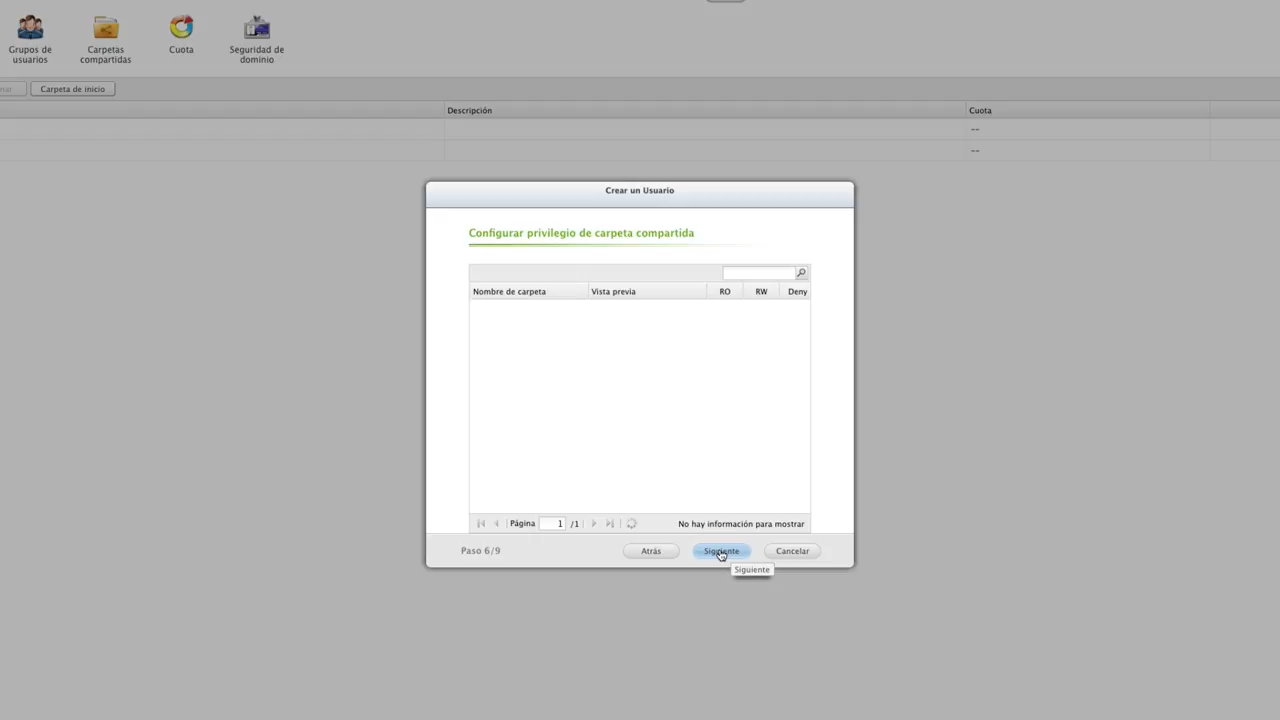 Grupos de
usuarios
Carpetas
compartidas
Cuota
Seguridad de
dominio
Carpeta de inicio
Descripción
Cuota
--
--
Crear un Usuario
Configurar privilegio de carpeta compartida
Nombre de carpeta
Vista previa
RO
RW
Deny
Página
1
/1
No hay información para mostrar
Paso 6/9
Atrás
Siguiente
Cancelar
Siguiente